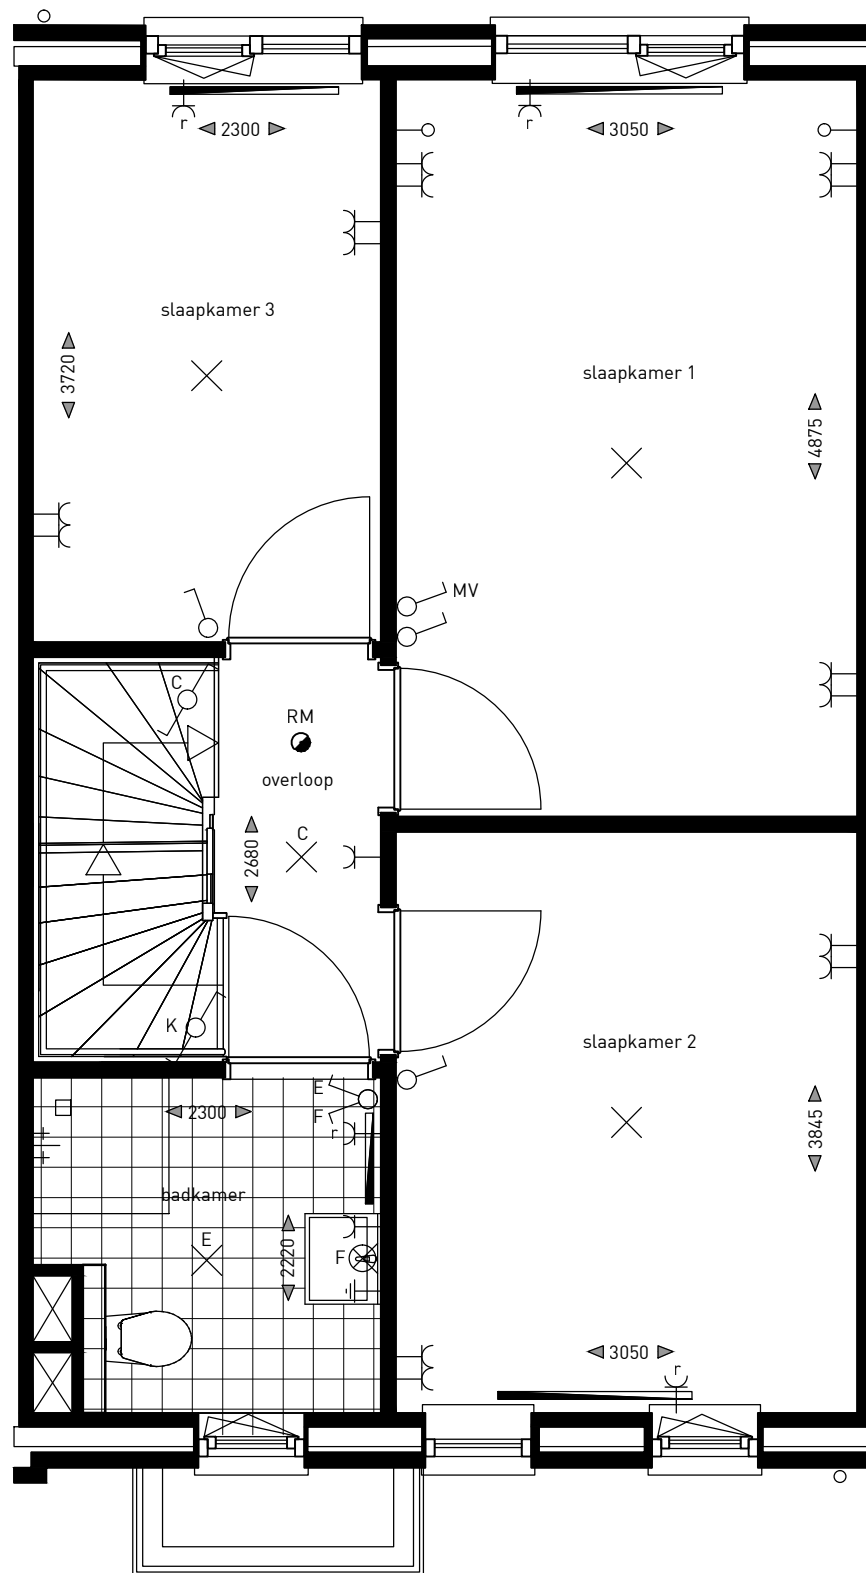 r
2300
r
3050
slaapkamer 3
3720
slaapkamer 1
4875
MV
C
RM
overloop
C
2680
K
slaapkamer 2
E
F
2300
r
3845
badkamer
E
2220
F
3050
r